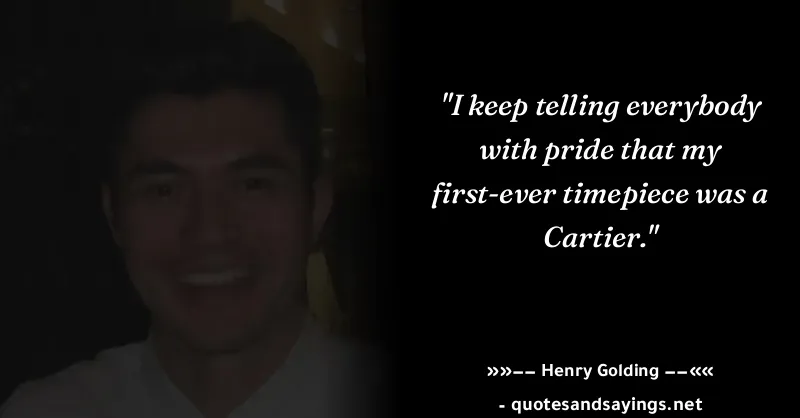 "I keep telling everybody
with pride that my
first-ever timepiece was a
Cartier."
»»−− Henry Golding −−««
- quotesandsayings.net